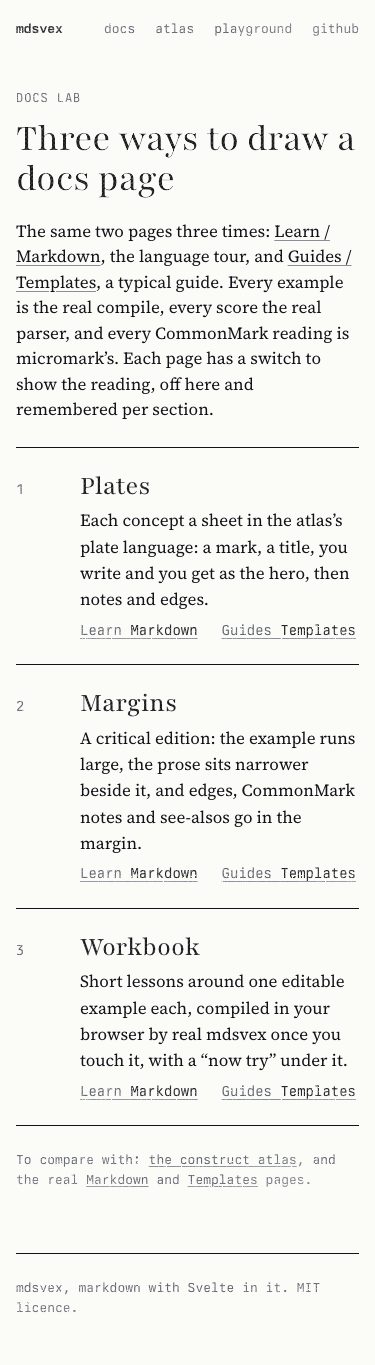 mdsvex docs atlas playground github
DOCS LAB
Three ways to draw a
docs page
The same two pages three times: Learn /
Markdown, the language tour, and Guides /
Templates, a typical guide. Every example
is the real compile, every score the real
parser, and every CommonMark reading is
micromark’s. Each page has a switch to
show the reading, off here and
remembered per section.
1 Plates
Each concept a sheet in the atlas’s
plate language: a mark, a title, you
write and you get as the hero, then
notes and edges.
Learn Markdown Guides Templates
2 Margins
A critical edition: the example runs
large, the prose sits narrower
beside it, and edges, CommonMark
notes and see-alsos go in the
margin.
Learn Markdown Guides Templates
3 Workbook
Short lessons around one editable
example each, compiled in your
browser by real mdsvex once you
touch it, with a “now try” under it.
Learn Markdown Guides Templates
To compare with: the construct atlas, and
the real Markdown and Templates pages.
mdsvex, markdown with Svelte in it. MIT
licence.